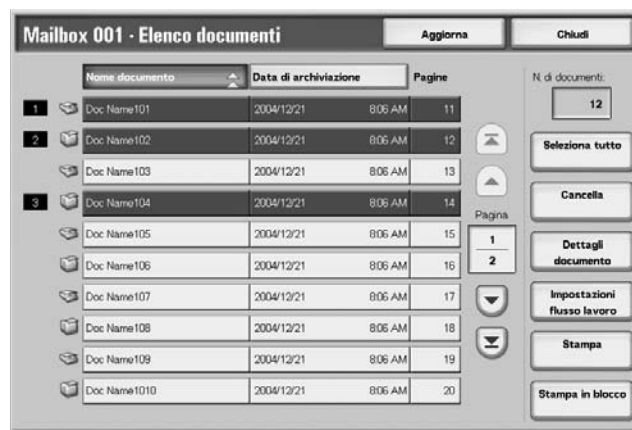 Mailbox 001 - Elenco documenti
Aggiorna
Chiudi
Nome documento
Data di archiviazione
Pagine
N. di documenti:
12
1
Doc Name101
2004/12/21 8:06 AM
11
2
Doc Name102
2004/12/21 8:06 AM
12
Doc Name103
2004/12/21 8:06 AM
13
3
Doc Name104
2004/12/21 8:06 AM
14
Doc Name105
2004/12/21 8:06 AM
15
Doc Name106
2004/12/21 8:06 AM
16
Doc Name107
2004/12/21 8:06 AM
17
Doc Name108
2004/12/21 8:06 AM
18
Doc Name109
2004/12/21 8:06 AM
19
Doc Name1010
2004/12/21 8:06 AM
20
Pagina
1
2
Seleziona tutto
Cancella
Dettagli
documento
Impostazioni
flusso lavoro
Stampa
Stampa in blocco